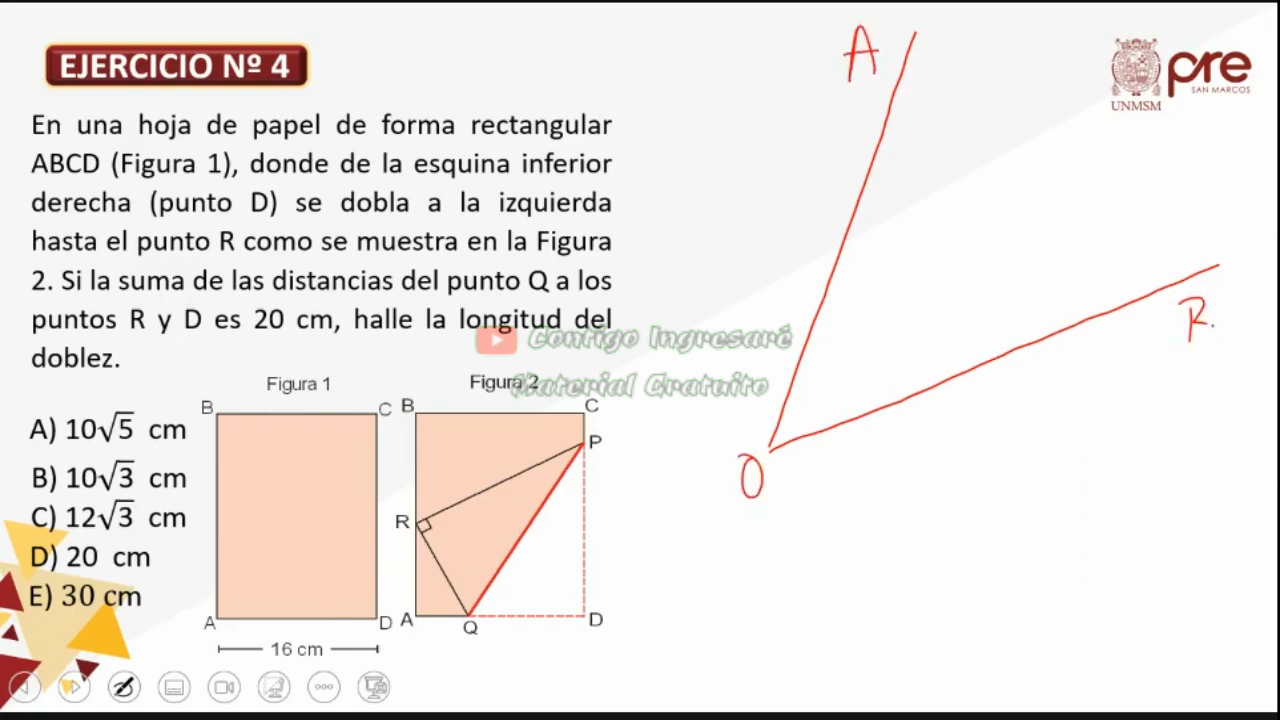 EJERCICIO Nº 4
En una hoja de papel de forma rectangular
ABCD (Figura 1), donde de la esquina inferior
derecha (punto D) se dobla a la izquierda
hasta el punto R como se muestra en la Figura
2. Si la suma de las distancias del punto Q a los
puntos R y D es 20 cm, halle la longitud del
doblez.
A) 10√5 cm
B) 10√3 cm
C) 12√3 cm
D) 20 cm
E) 30 cm
Figura 1
B
C
A
D
16 cm
Figura 2
B
C
P
R
A
Q
D
Contigo Ingresaré
Material Gratuito
A
R.
O
UNMSM
pre
SAN MARCOS